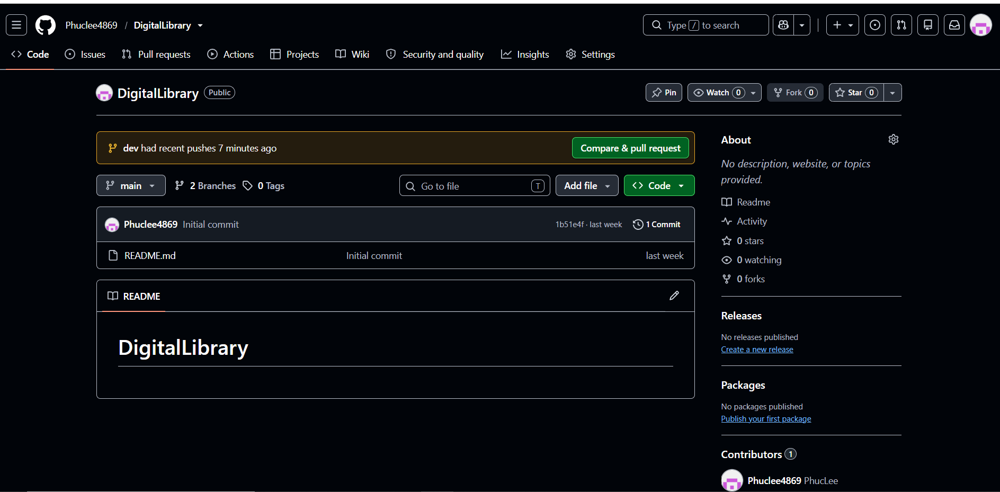 Phuclee4869 / DigitalLibrary
Type / to search
Code Issues Pull requests Actions Projects Wiki Security and quality Insights Settings
DigitalLibrary Public
Pin Watch 0 Fork 0 Star 0
dev had recent pushes 7 minutes ago
Compare & pull request
main 2 Branches 0 Tags
Go to file T Add file Code
Phuclee4869 Initial commit 1b51e4f · last week 1 Commit
README.md Initial commit last week
README
DigitalLibrary
About
No description, website, or topics
provided.
Readme
Activity
0 stars
0 watching
0 forks
Releases
No releases published
Create a new release
Packages
No packages published
Publish your first package
Contributors 1
Phuclee4869 PhucLee